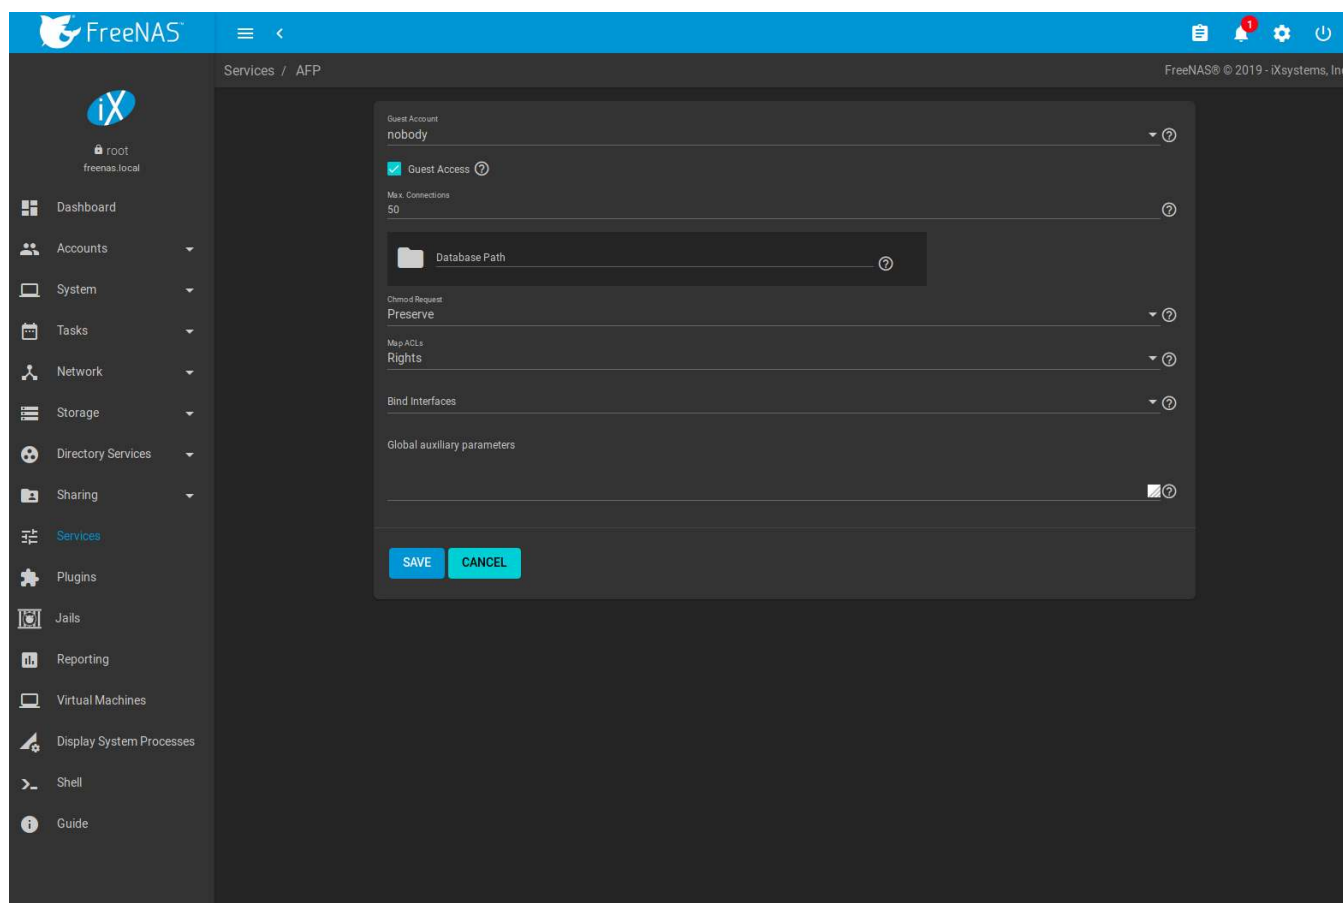 FreeNAS™
1
Services / AFP
FreeNAS® © 2019 - iXsystems, Inc
iX
root
freenas.local
Dashboard
Accounts
System
Tasks
Network
Storage
Directory Services
Sharing
Services
Plugins
Jails
Reporting
Virtual Machines
Display System Processes
Shell
Guide
Guest Account
nobody
Guest Access
Max. Connections
50
Database Path
Chmod Request
Preserve
Map ACLs
Rights
Bind Interfaces
Global auxiliary parameters
SAVE CANCEL